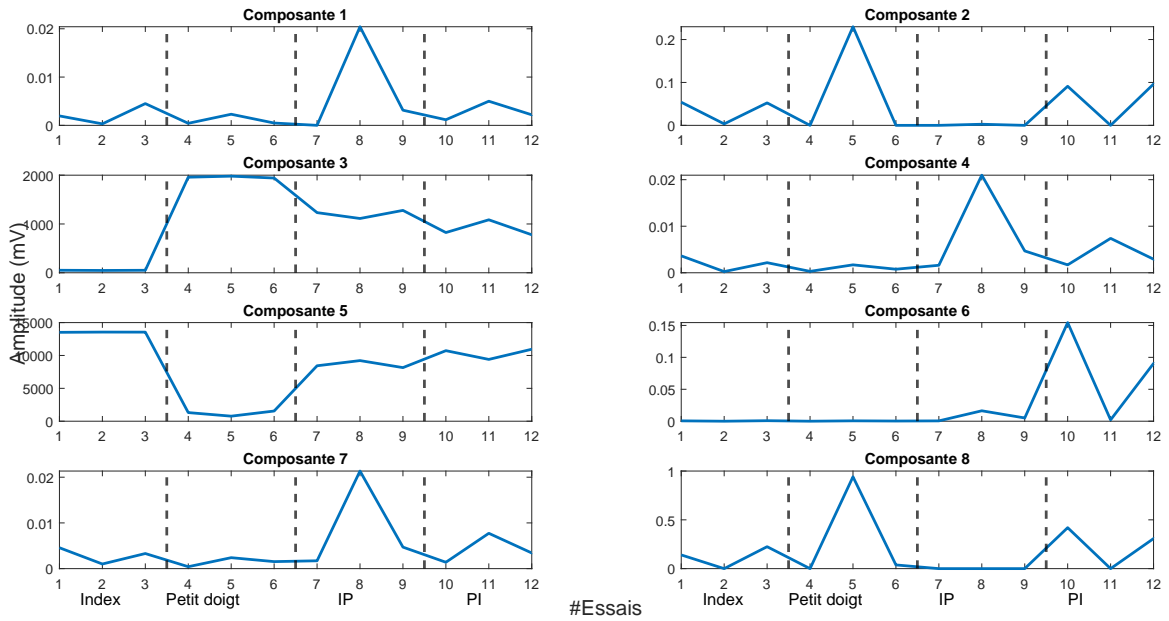 Composante 1
0.02
0.01
0
1 2 3 4 5 6 7 8 9 10 11 12
Composante 2
0.2
0.1
0
1 2 3 4 5 6 7 8 9 10 11 12
Composante 3
2000
1000
0
1 2 3 4 5 6 7 8 9 10 11 12
Composante 4
0.02
0.01
0
1 2 3 4 5 6 7 8 9 10 11 12
Amplitude (mV)
Composante 5
15000
10000
5000
0
1 2 3 4 5 6 7 8 9 10 11 12
Composante 6
0.15
0.1
0.05
0
1 2 3 4 5 6 7 8 9 10 11 12
Composante 7
0.02
0.01
0
1 2 3 4 5 6 7 8 9 10 11 12
Index Petit doigt IP PI
Composante 8
1
0.5
0
1 2 3 4 5 6 7 8 9 10 11 12
Index Petit doigt IP PI
#Essais